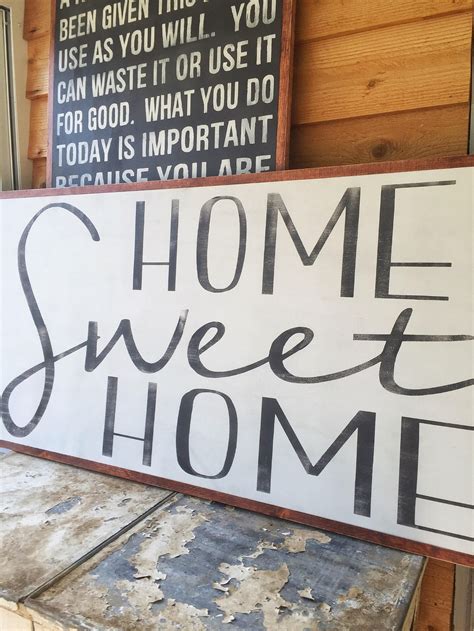 BEEN GIVEN THIS
USE AS YOU WILL. YOU
CAN WASTE IT OR USE IT
FOR GOOD. WHAT YOU DO
TODAY IS IMPORTANT
BECAUSE YOU ARE
HOME
Sweet
HOME